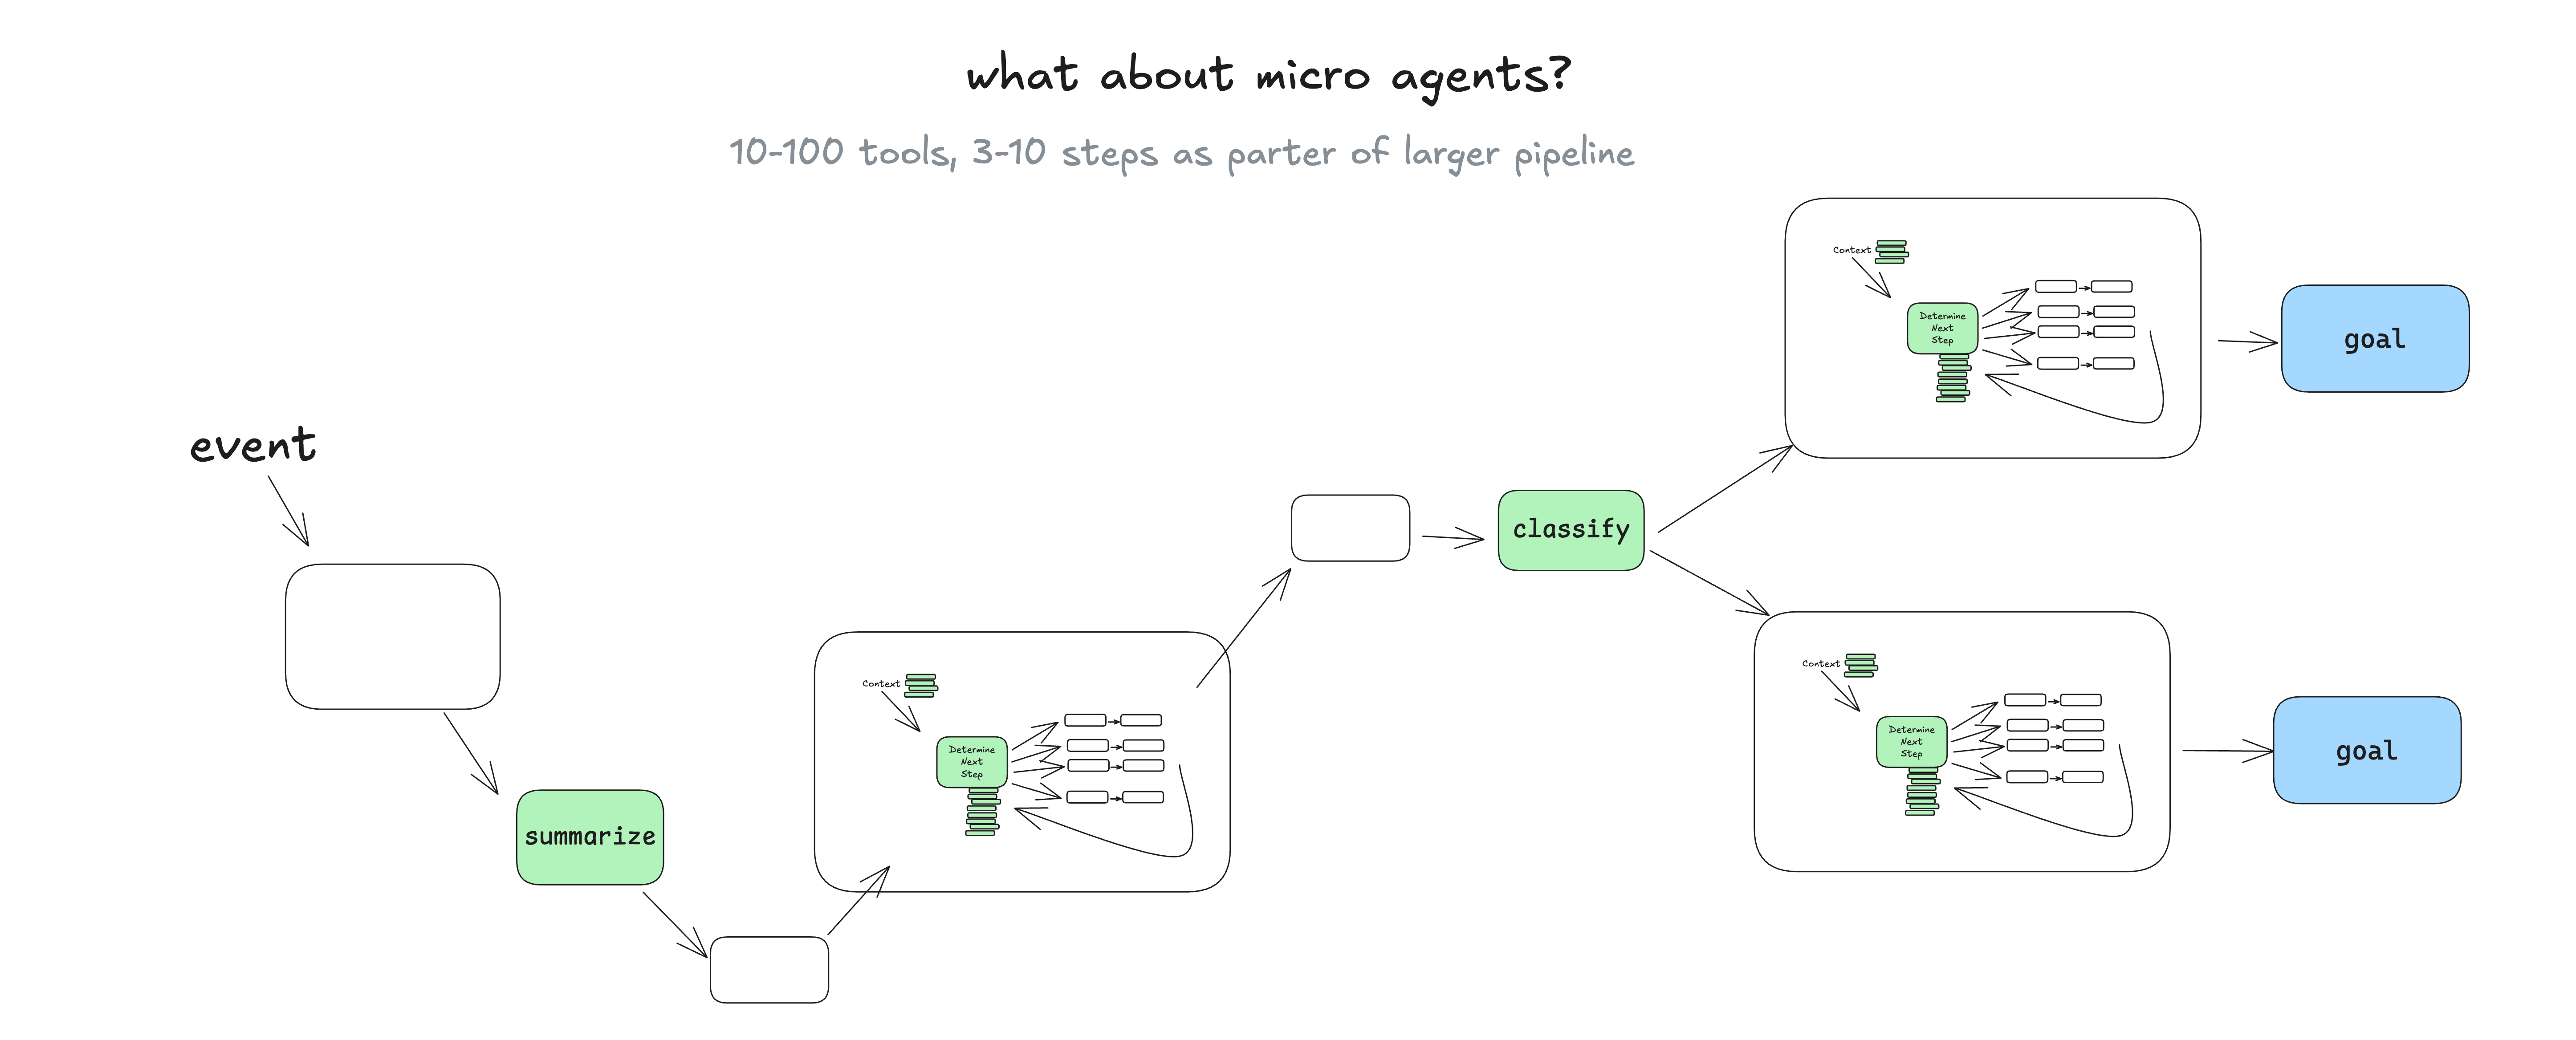 what about micro agents?
10-100 tools, 3-10 steps as parter of larger pipeline
event
summarize
Context
Determine
Next
Step
classify
Context
Determine
Next
Step
goal
Context
Determine
Next
Step
goal